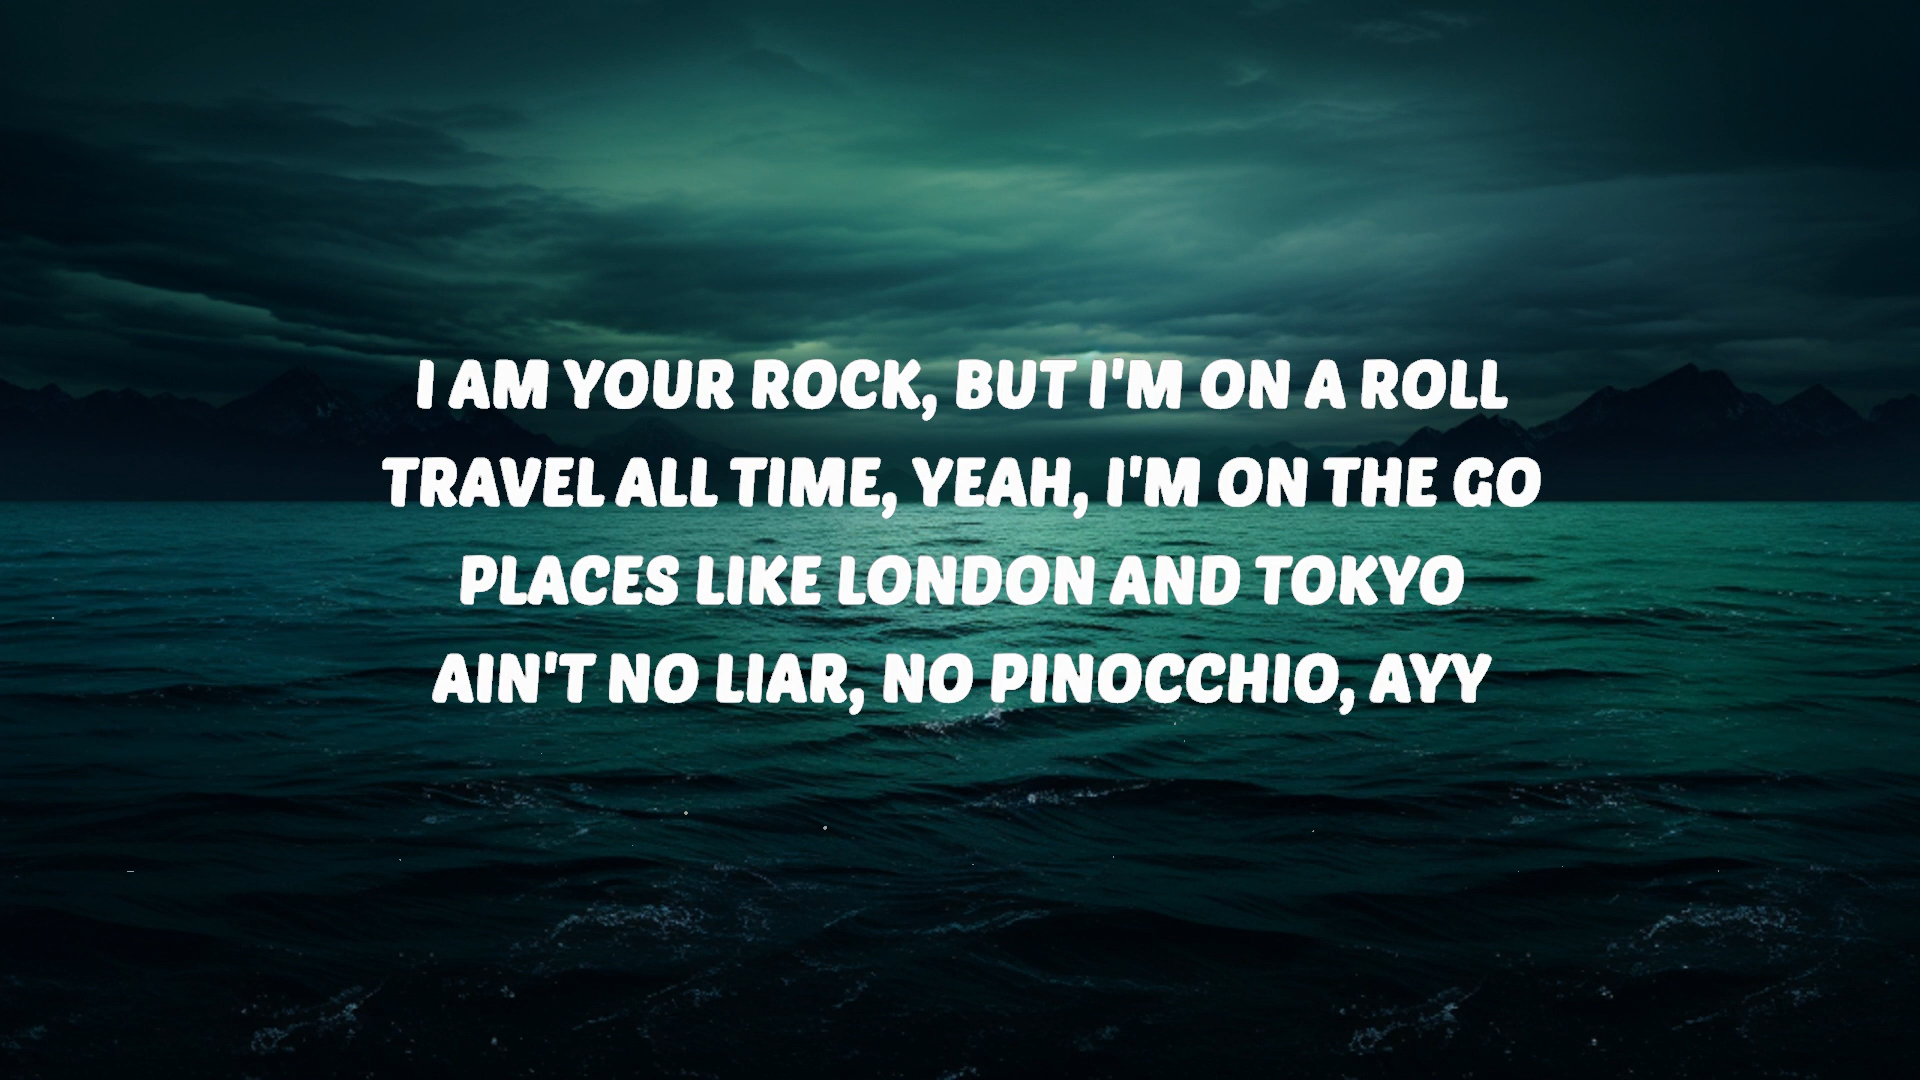 I AM YOUR ROCK, BUT I'M ON A ROLL
TRAVEL ALL TIME, YEAH, I'M ON THE GO
PLACES LIKE LONDON AND TOKYO
AIN'T NO LIAR, NO PINOCCHIO, AYY